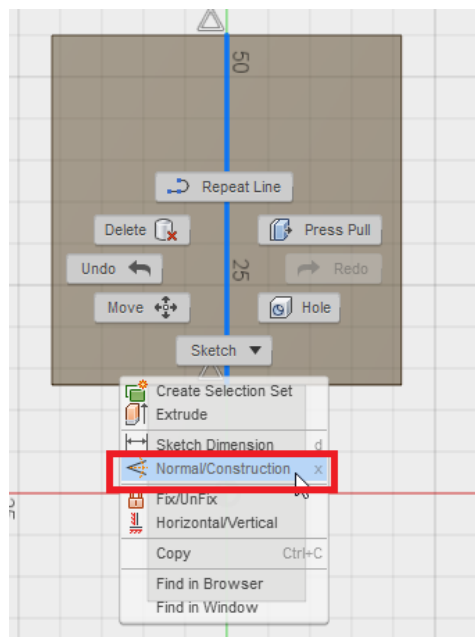 50
Repeat Line
Delete
Press Pull
Undo
25
Redo
Move
Hole
Sketch
Create Selection Set
Extrude
Sketch Dimension d
Normal/Construction x
Fix/UnFix
Horizontal/Vertical
Copy Ctrl+C
Find in Browser
Find in Window